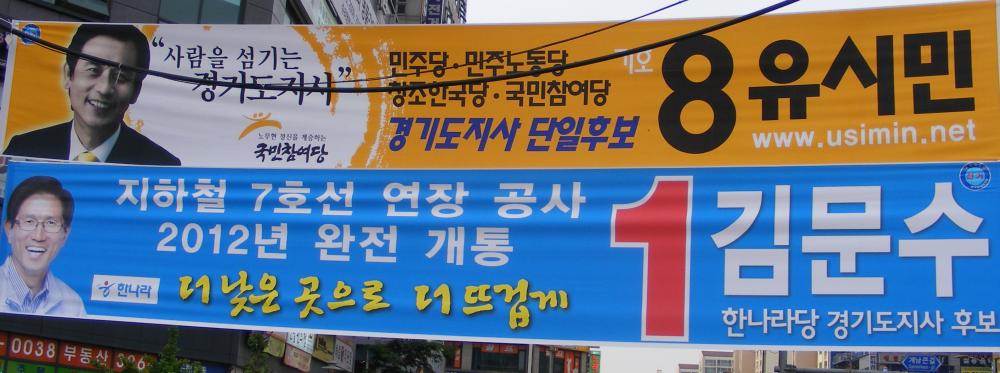 “사람을 섬기는
경기도지사”
노무현 정신을 계승하는
국민참여당
민주당·민주노동당
창조한국당·국민참여당
경기도지사 단일후보
기호 8 유시민
www.usimin.net
지하철 7호선 연장 공사
2012년 완전 개통
한나라
더 낮은 곳으로 더 뜨겁게
1 김문수
한나라당 경기도지사 후보
-0038 부동산 326